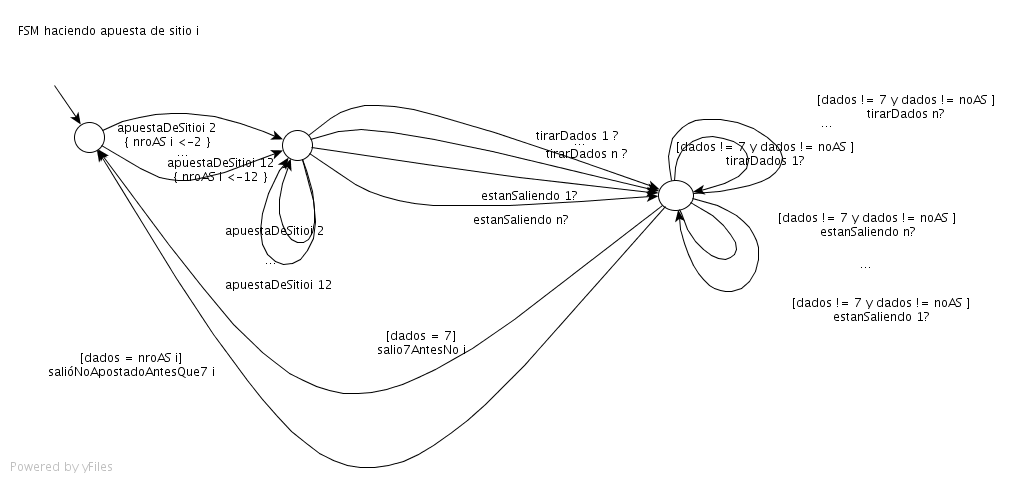 FSM haciendo apuesta de sitio i
[dados != 7 y dados != noAS ]
tirarDados n?
...
apuestaDeSitioi 2
{ nroAS i <-2 }
...
apuestaDeSitioi 12
{ nroAS i <-12 }
tirarDados 1 ?
...
tirarDados n ?
[dados != 7 y dados != noAS ]
tirarDados 1?
estanSaliendo 1?
estanSaliendo n?
[dados != 7 y dados != noAS ]
estanSaliendo n?
...
[dados != 7 y dados != noAS ]
estanSaliendo 1?
apuestaDeSitioi 2
...
apuestaDeSitioi 12
[dados = 7]
salio7AntesNo i
[dados = nroAS i]
salióNoApostadoAntesQue7 i
Powered by yFiles